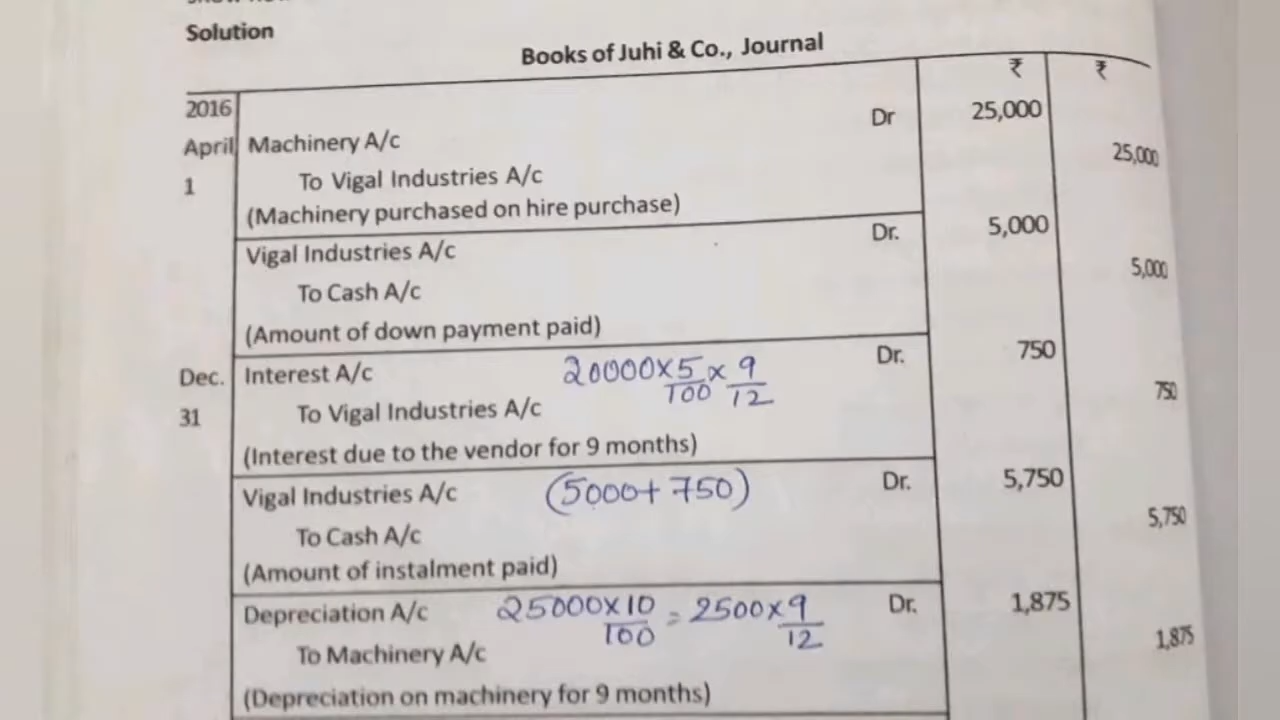 Solution
Books of Juhi & Co., Journal
₹ ₹
2016
April Machinery A/c Dr 25,000
1 To Vigal Industries A/c 25,000
(Machinery purchased on hire purchase)
Vigal Industries A/c Dr. 5,000
To Cash A/c 5,000
(Amount of down payment paid)
Dec. Interest A/c 20000×5/100 × 9/12 Dr. 750
31 To Vigal Industries A/c 750
(Interest due to the vendor for 9 months)
Vigal Industries A/c (5000+ 750) Dr. 5,750
To Cash A/c 5,750
(Amount of instalment paid)
Depreciation A/c 25000×10/100 = 2500×9/12 Dr. 1,875
To Machinery A/c 1,875
(Depreciation on machinery for 9 months)